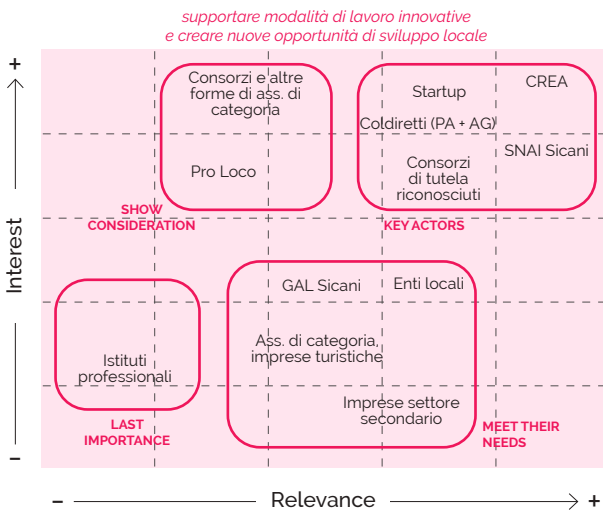 supportare modalità di lavoro innovative
e creare nuove opportunità di sviluppo locale
+
Interest
–
Consorzi e altre
forme di ass. di
categoria
Pro Loco
SHOW
CONSIDERATION
Startup
CREA
Coldiretti (PA + AG)
SNAI Sicani
Consorzi
di tutela
riconosciuti
KEY ACTORS
GAL Sicani
Enti locali
Ass. di categoria,
imprese turistiche
Imprese settore
secondario
MEET THEIR
NEEDS
Istituti
professionali
LAST
IMPORTANCE
–
Relevance
+